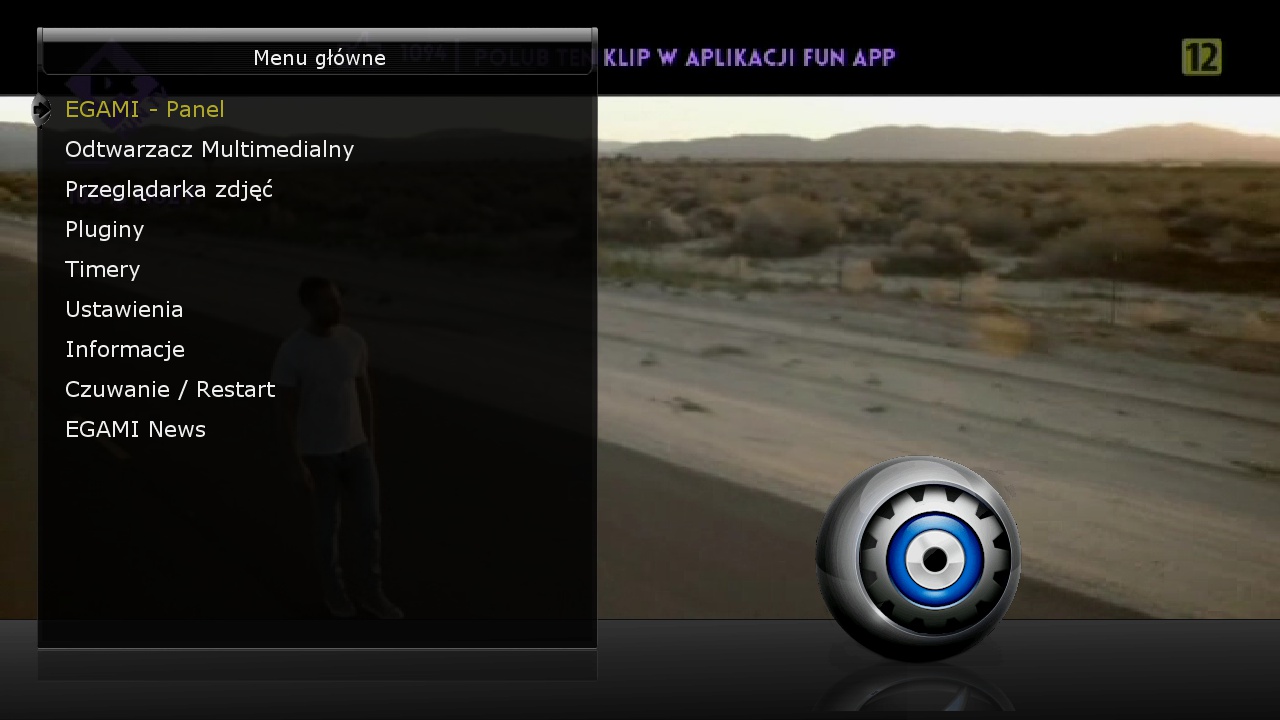 Menu główne
1094 POLUB TEN KLIP W APLIKACJI FUN APP
12
EGAMI - Panel
Odtwarzacz Multimedialny
Przeglądarka zdjęć
Pluginy
Timery
Ustawienia
Informacje
Czuwanie / Restart
EGAMI News